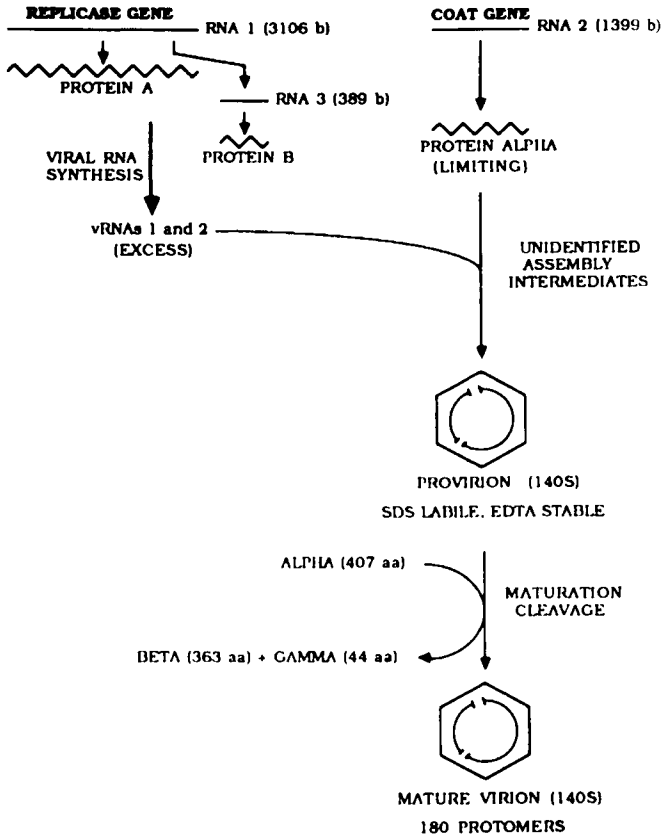 REPLICASE GENE
RNA 1 (3106 b)
COAT GENE
RNA 2 (1399 b)
PROTEIN A
RNA 3 (389 b)
PROTEIN B
PROTEIN ALPHA
(LIMITING)
VIRAL RNA
SYNTHESIS
vRNAs 1 and 2
(EXCESS)
UNIDENTIFIED
ASSEMBLY
INTERMEDIATES
PROVIRION (140S)
SDS LABILE, EDTA STABLE
ALPHA (407 aa)
MATURATION
CLEAVAGE
BETA (363 aa) + GAMMA (44 aa)
MATURE VIRION (140S)
180 PROTOMERS